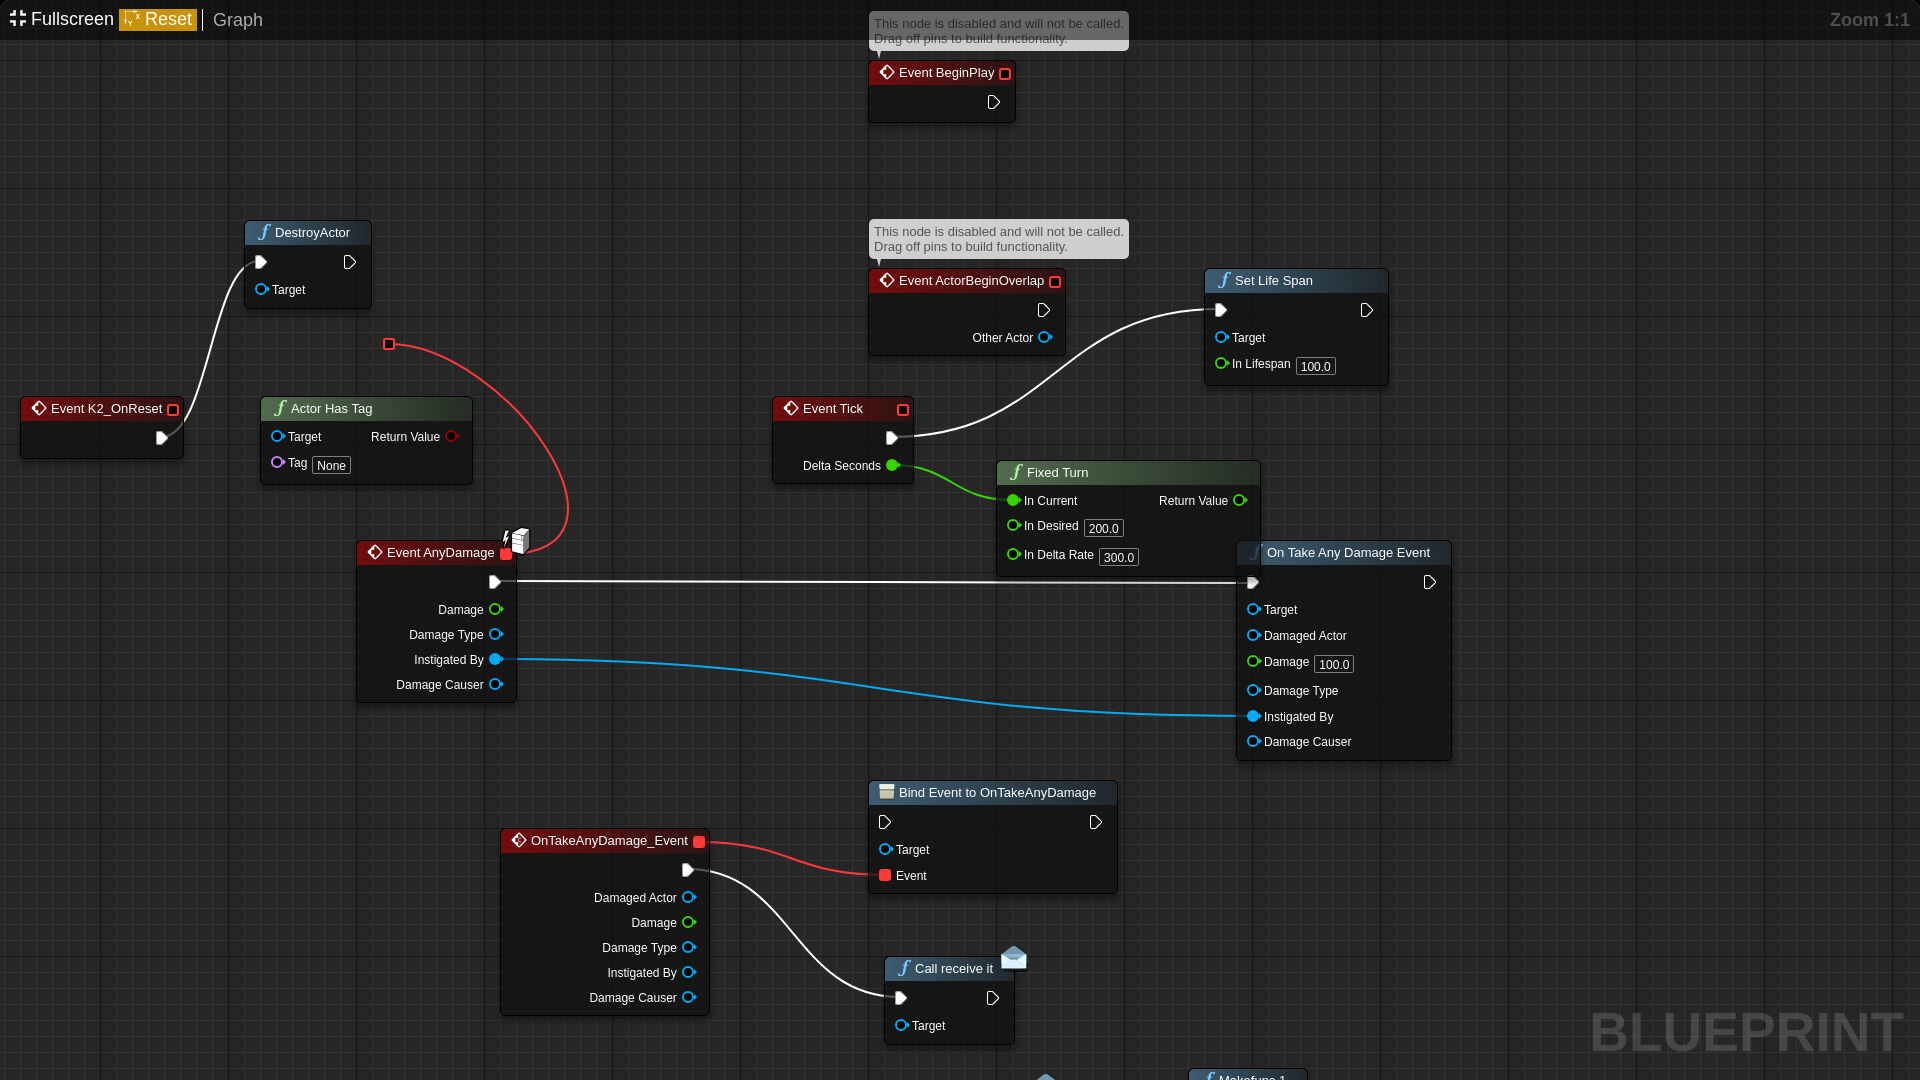 Fullscreen Reset Graph
Zoom 1:1
This node is disabled and will not be called.
Drag off pins to build functionality.
Event BeginPlay
DestroyActor
Target
This node is disabled and will not be called.
Drag off pins to build functionality.
Event ActorBeginOverlap
Other Actor
Set Life Span
Target
In Lifespan 100.0
Event K2_OnReset
Actor Has Tag
Target Return Value
Tag None
Event Tick
Delta Seconds
Fixed Turn
In Current Return Value
In Desired 200.0
In Delta Rate 300.0
Event AnyDamage
Damage
Damage Type
Instigated By
Damage Causer
On Take Any Damage Event
Target
Damaged Actor
Damage 100.0
Damage Type
Instigated By
Damage Causer
Bind Event to OnTakeAnyDamage
Target
Event
OnTakeAnyDamage_Event
Damaged Actor
Damage
Damage Type
Instigated By
Damage Causer
Call receive it
Target
BLUEPRINT